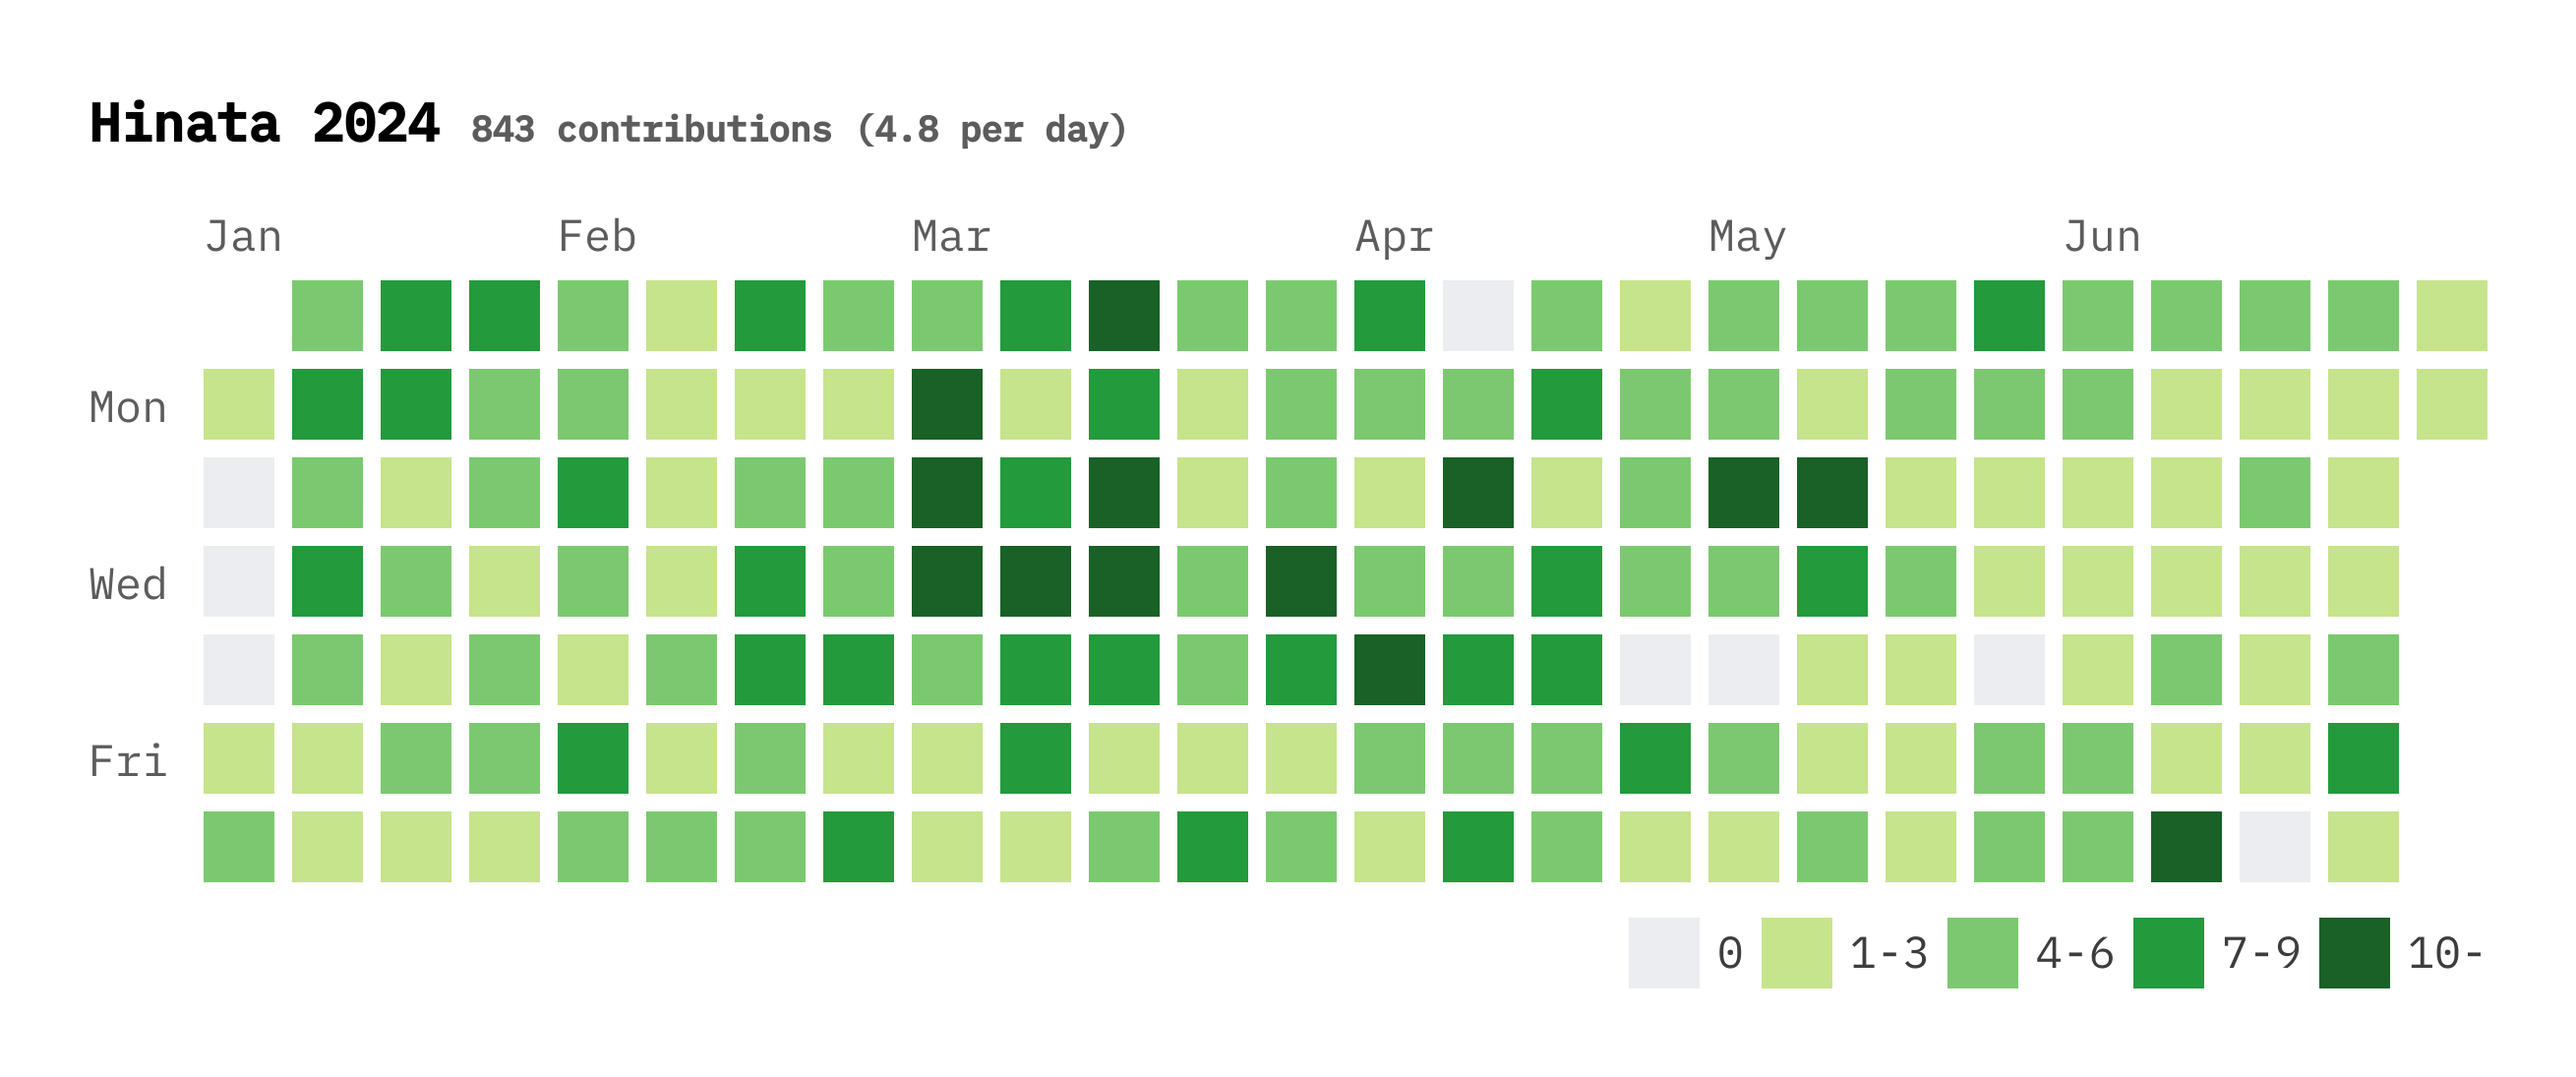 Hinata 2024 843 contributions (4.8 per day)
Jan Feb Mar Apr May Jun
Mon
Wed
Fri
0 1-3 4-6 7-9 10-